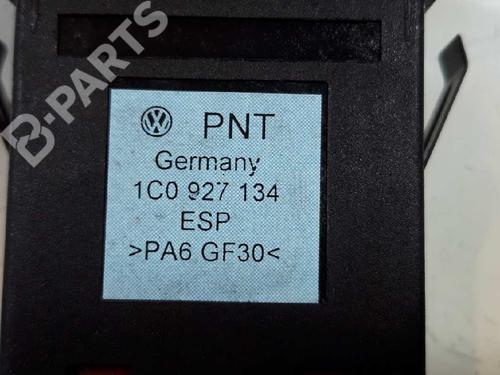 B-PARTS
PNT
Germany
1C0 927 134
ESP
>PA6 GF30<